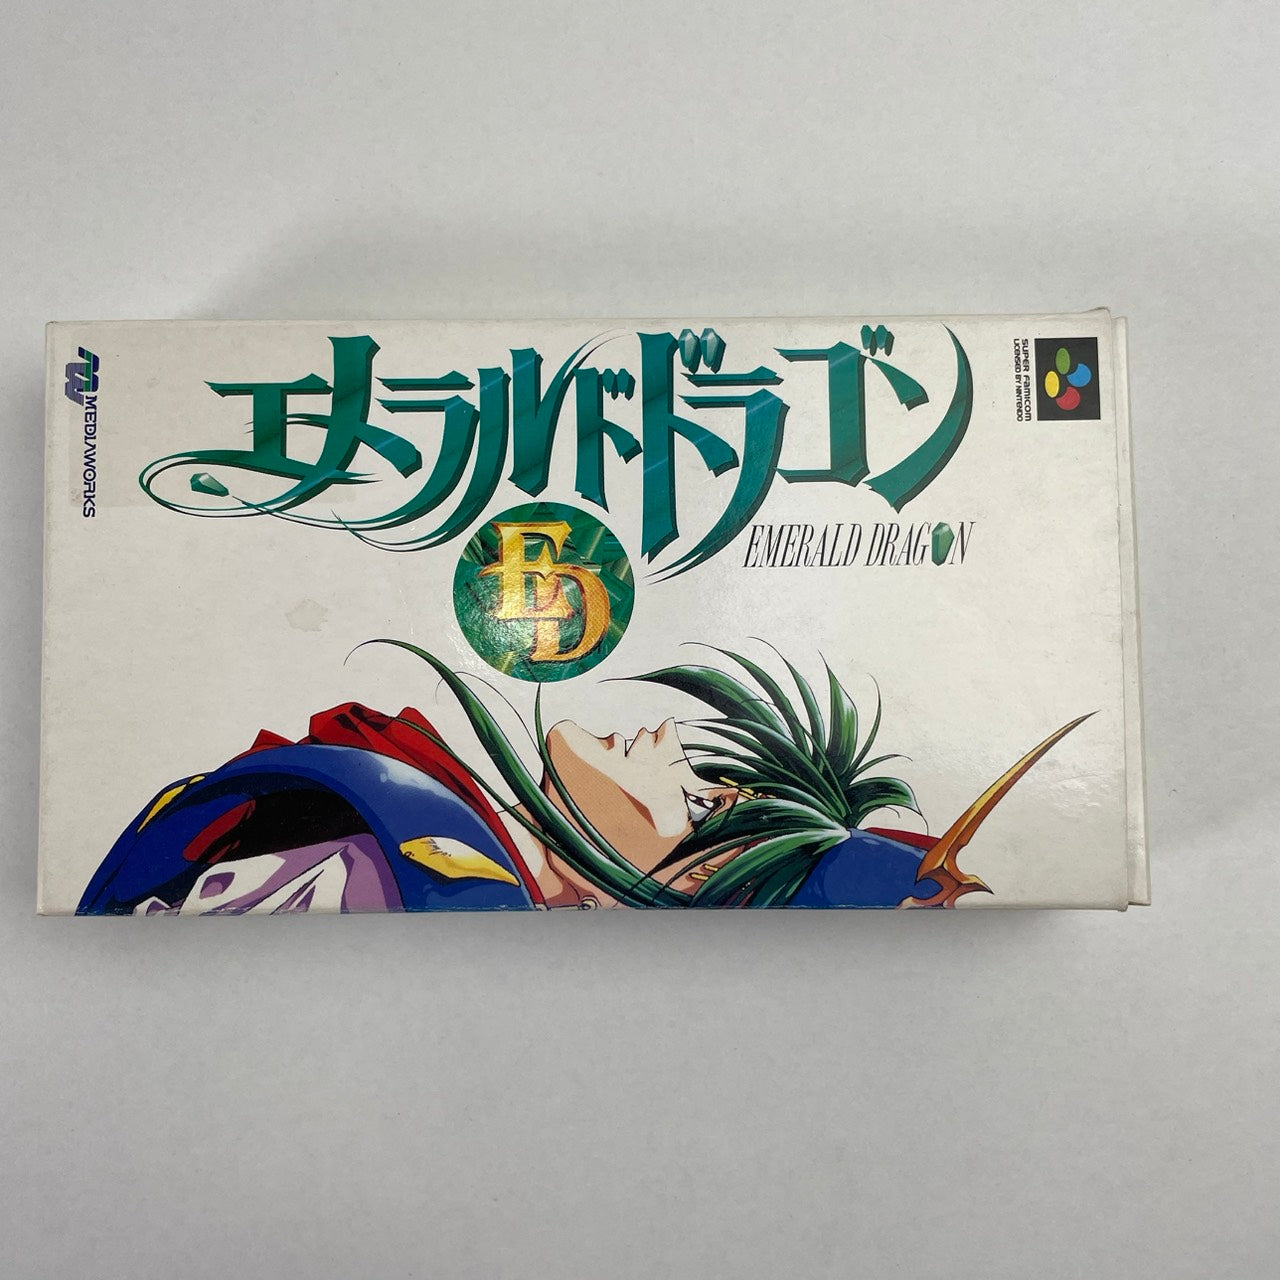 エメラルドドラゴン
EMERALD DRAGON
ED
MEDIAWORKS
SUPER FAMICOM
LICENSED BY NINTENDO